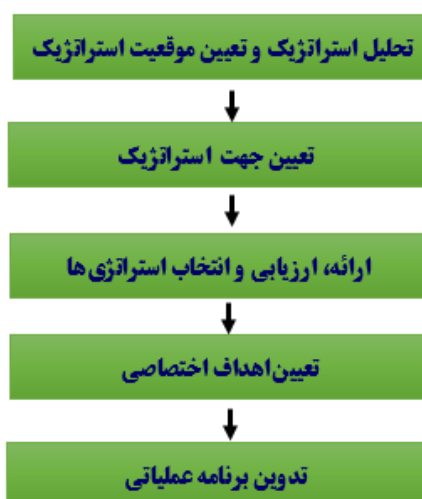 تحلیل استراتژیک و تعیین موقعیت استراتژیک
تعیین جهت استراتژیک
ارائه، ارزیابی و انتخاب استراتژی‌ها
تعیین اهداف اختصاصی
تدوین برنامه عملیاتی